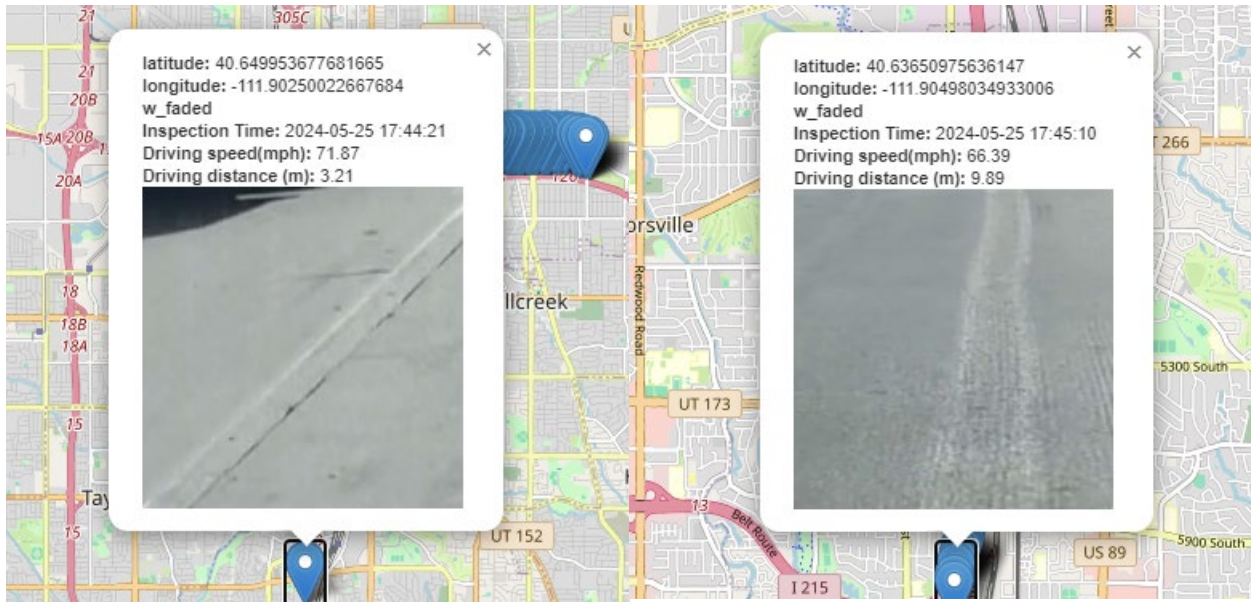 21
305C
21
20B
15A 20B
20A
18
18B
18A
15
15
latitude: 40.649953677681665
longitude: -111.90250022667684
w_faded
Inspection Time: 2024-05-25 17:44:21
Driving speed(mph): 71.87
Driving distance (m): 3.21
×
llcreek
Tay
UT 152
orsville
Redwood Road
UT 173
13
Belt Route
I 215
latitude: 40.63650975636147
longitude: -111.90498034933006
w_faded
Inspection Time: 2024-05-25 17:45:10
Driving speed(mph): 66.39
Driving distance (m): 9.89
×
266
5300 South
5900 South
US 89